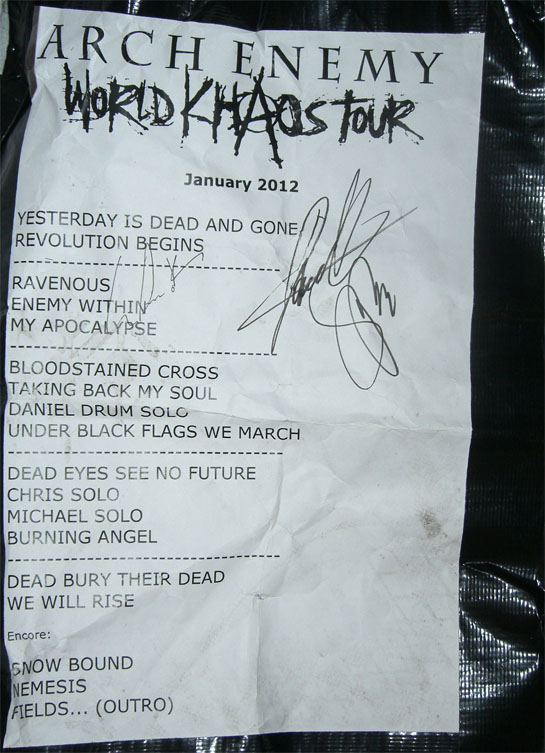 ARCH ENEMY
WORLD KHAOS TOUR
January 2012
YESTERDAY IS DEAD AND GONE
REVOLUTION BEGINS
RAVENOUS
ENEMY WITHIN
MY APOCALYPSE
BLOODSTAINED CROSS
TAKING BACK MY SOUL
DANIEL DRUM SOLO
UNDER BLACK FLAGS WE MARCH
DEAD EYES SEE NO FUTURE
CHRIS SOLO
MICHAEL SOLO
BURNING ANGEL
DEAD BURY THEIR DEAD
WE WILL RISE
Encore:
SNOW BOUND
NEMESIS
FIELDS... (OUTRO)